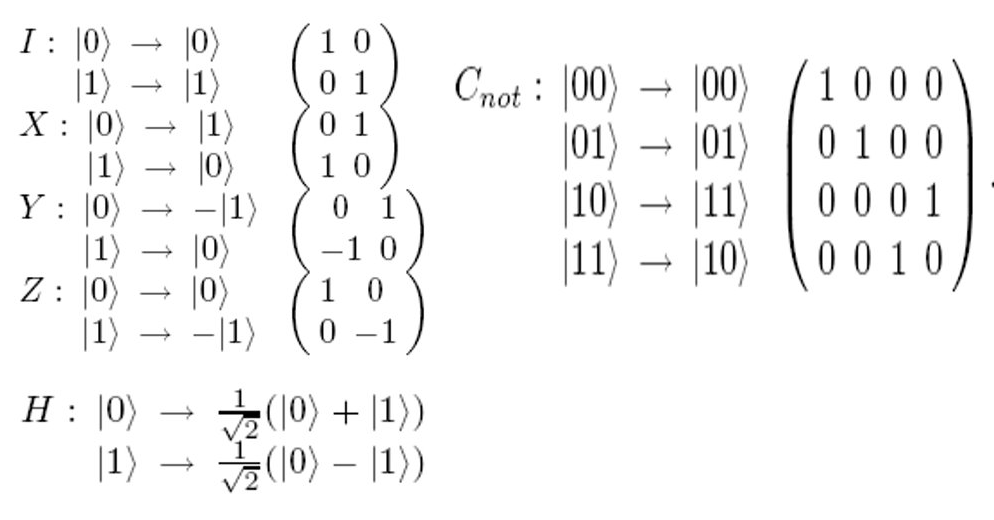 I : |0⟩ → |0⟩ ( 1 0
|1⟩ → |1⟩ 0 1 )
X : |0⟩ → |1⟩ ( 0 1
|1⟩ → |0⟩ 1 0 )
Y : |0⟩ → −|1⟩ ( 0 1
|1⟩ → |0⟩ −1 0 )
Z : |0⟩ → |0⟩ ( 1 0
|1⟩ → −|1⟩ 0 −1 )
H : |0⟩ → 1/√2(|0⟩ + |1⟩)
|1⟩ → 1/√2(|0⟩ − |1⟩)
C_not : |00⟩ → |00⟩ ( 1 0 0 0
|01⟩ → |01⟩ 0 1 0 0
|10⟩ → |11⟩ 0 0 0 1
|11⟩ → |10⟩ 0 0 1 0 ) .